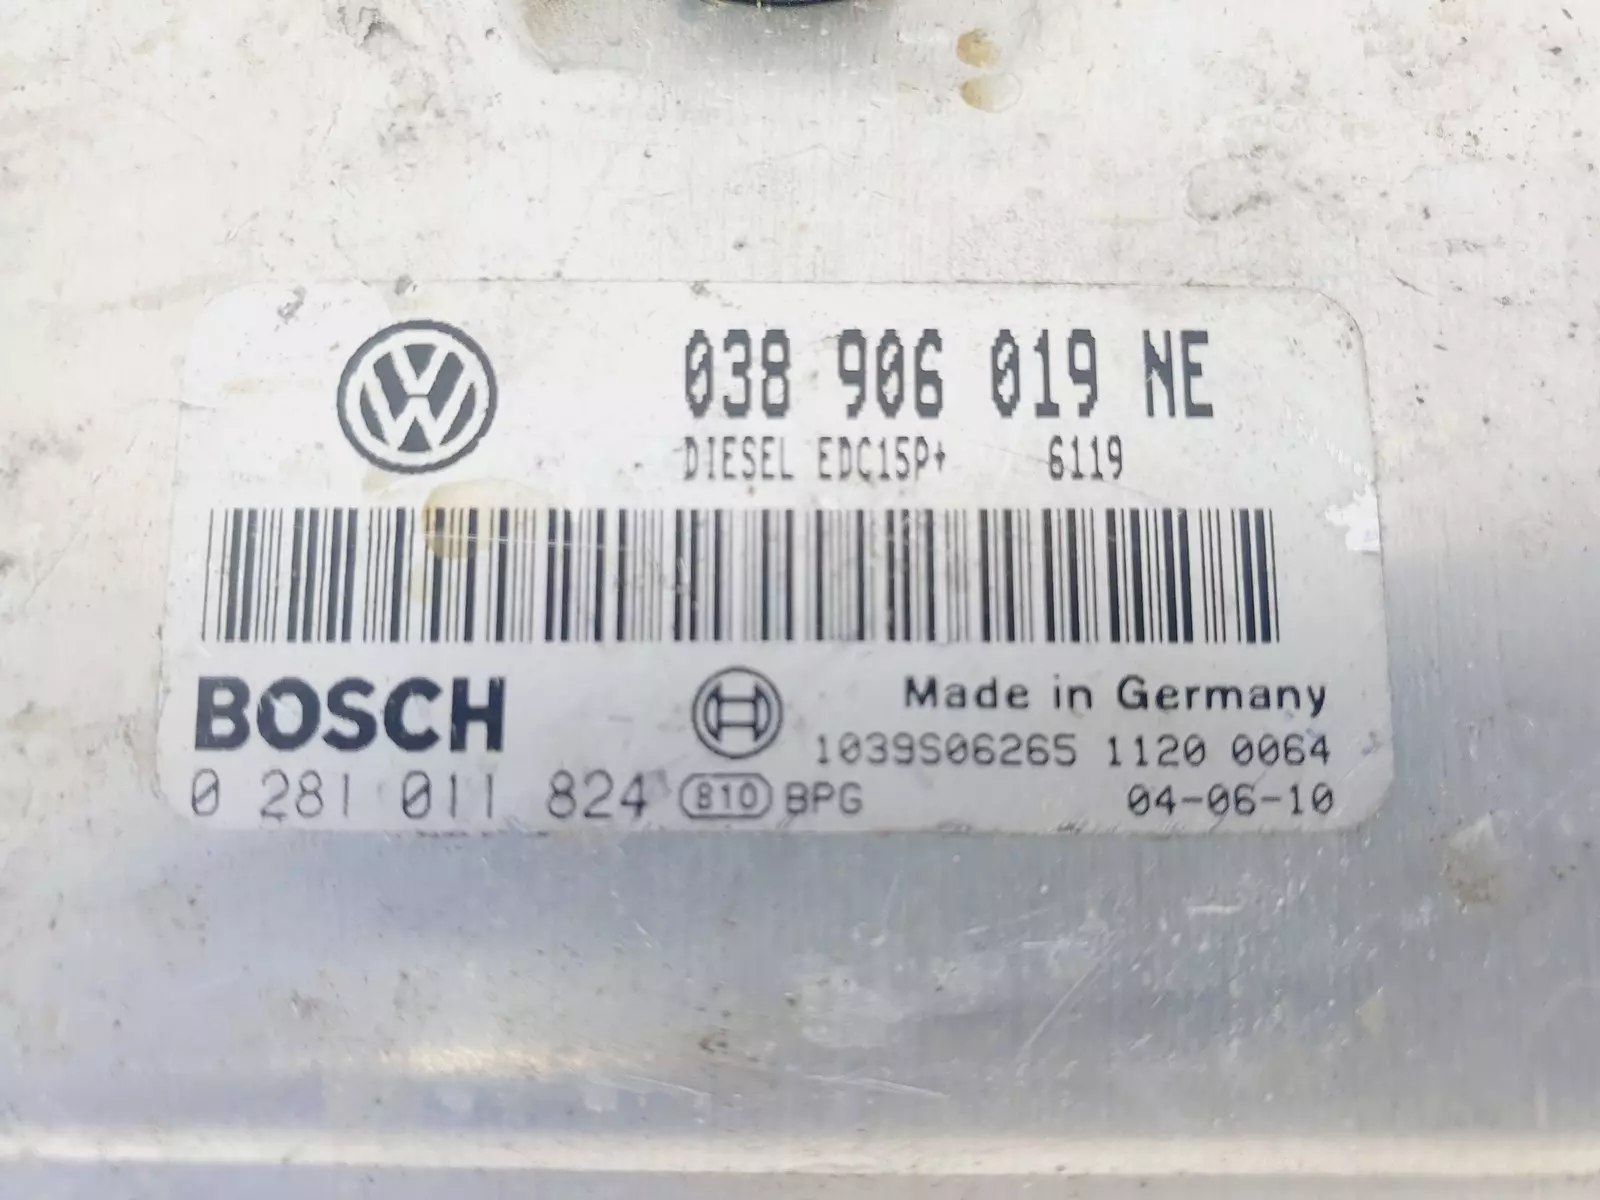 038 906 019 NE
DIESEL EDC15P+ 6119
BOSCH
Made in Germany
1039S06265 1120 0064
0 281 011 824 810 BPG 04-06-10